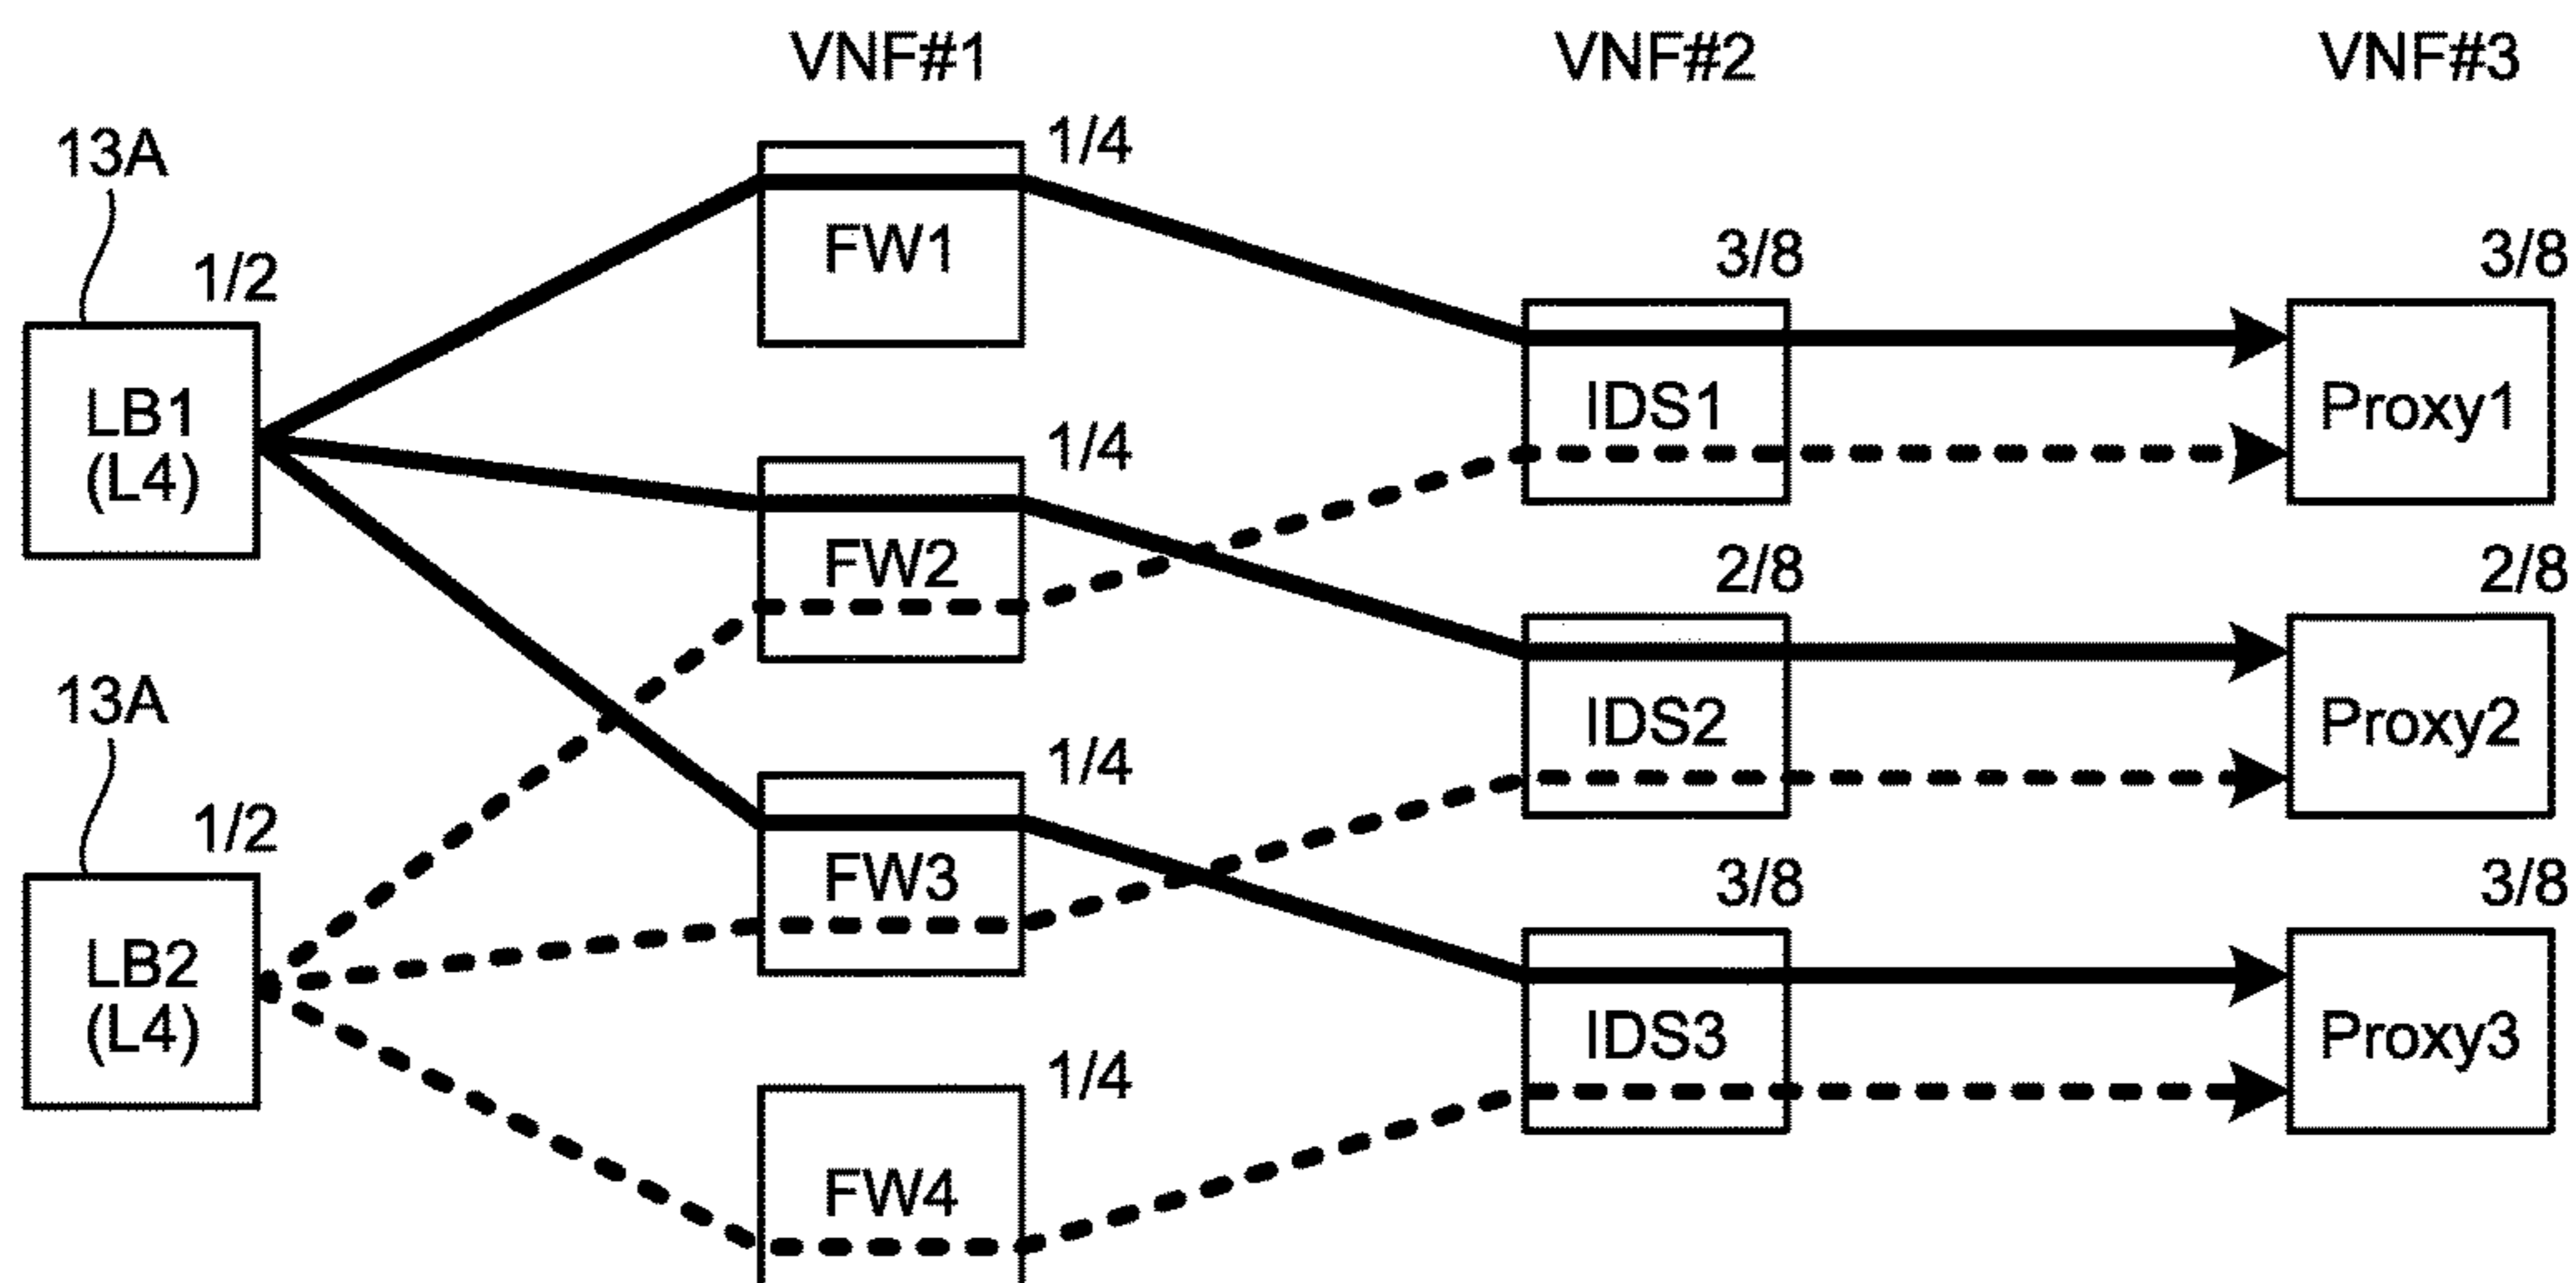 VNF#1
VNF#2
VNF#3
13A
1/2
LB1
(L4)
13A
1/2
LB2
(L4)
1/4
FW1
1/4
FW2
1/4
FW3
1/4
FW4
3/8
IDS1
2/8
IDS2
3/8
IDS3
3/8
Proxy1
2/8
Proxy2
3/8
Proxy3